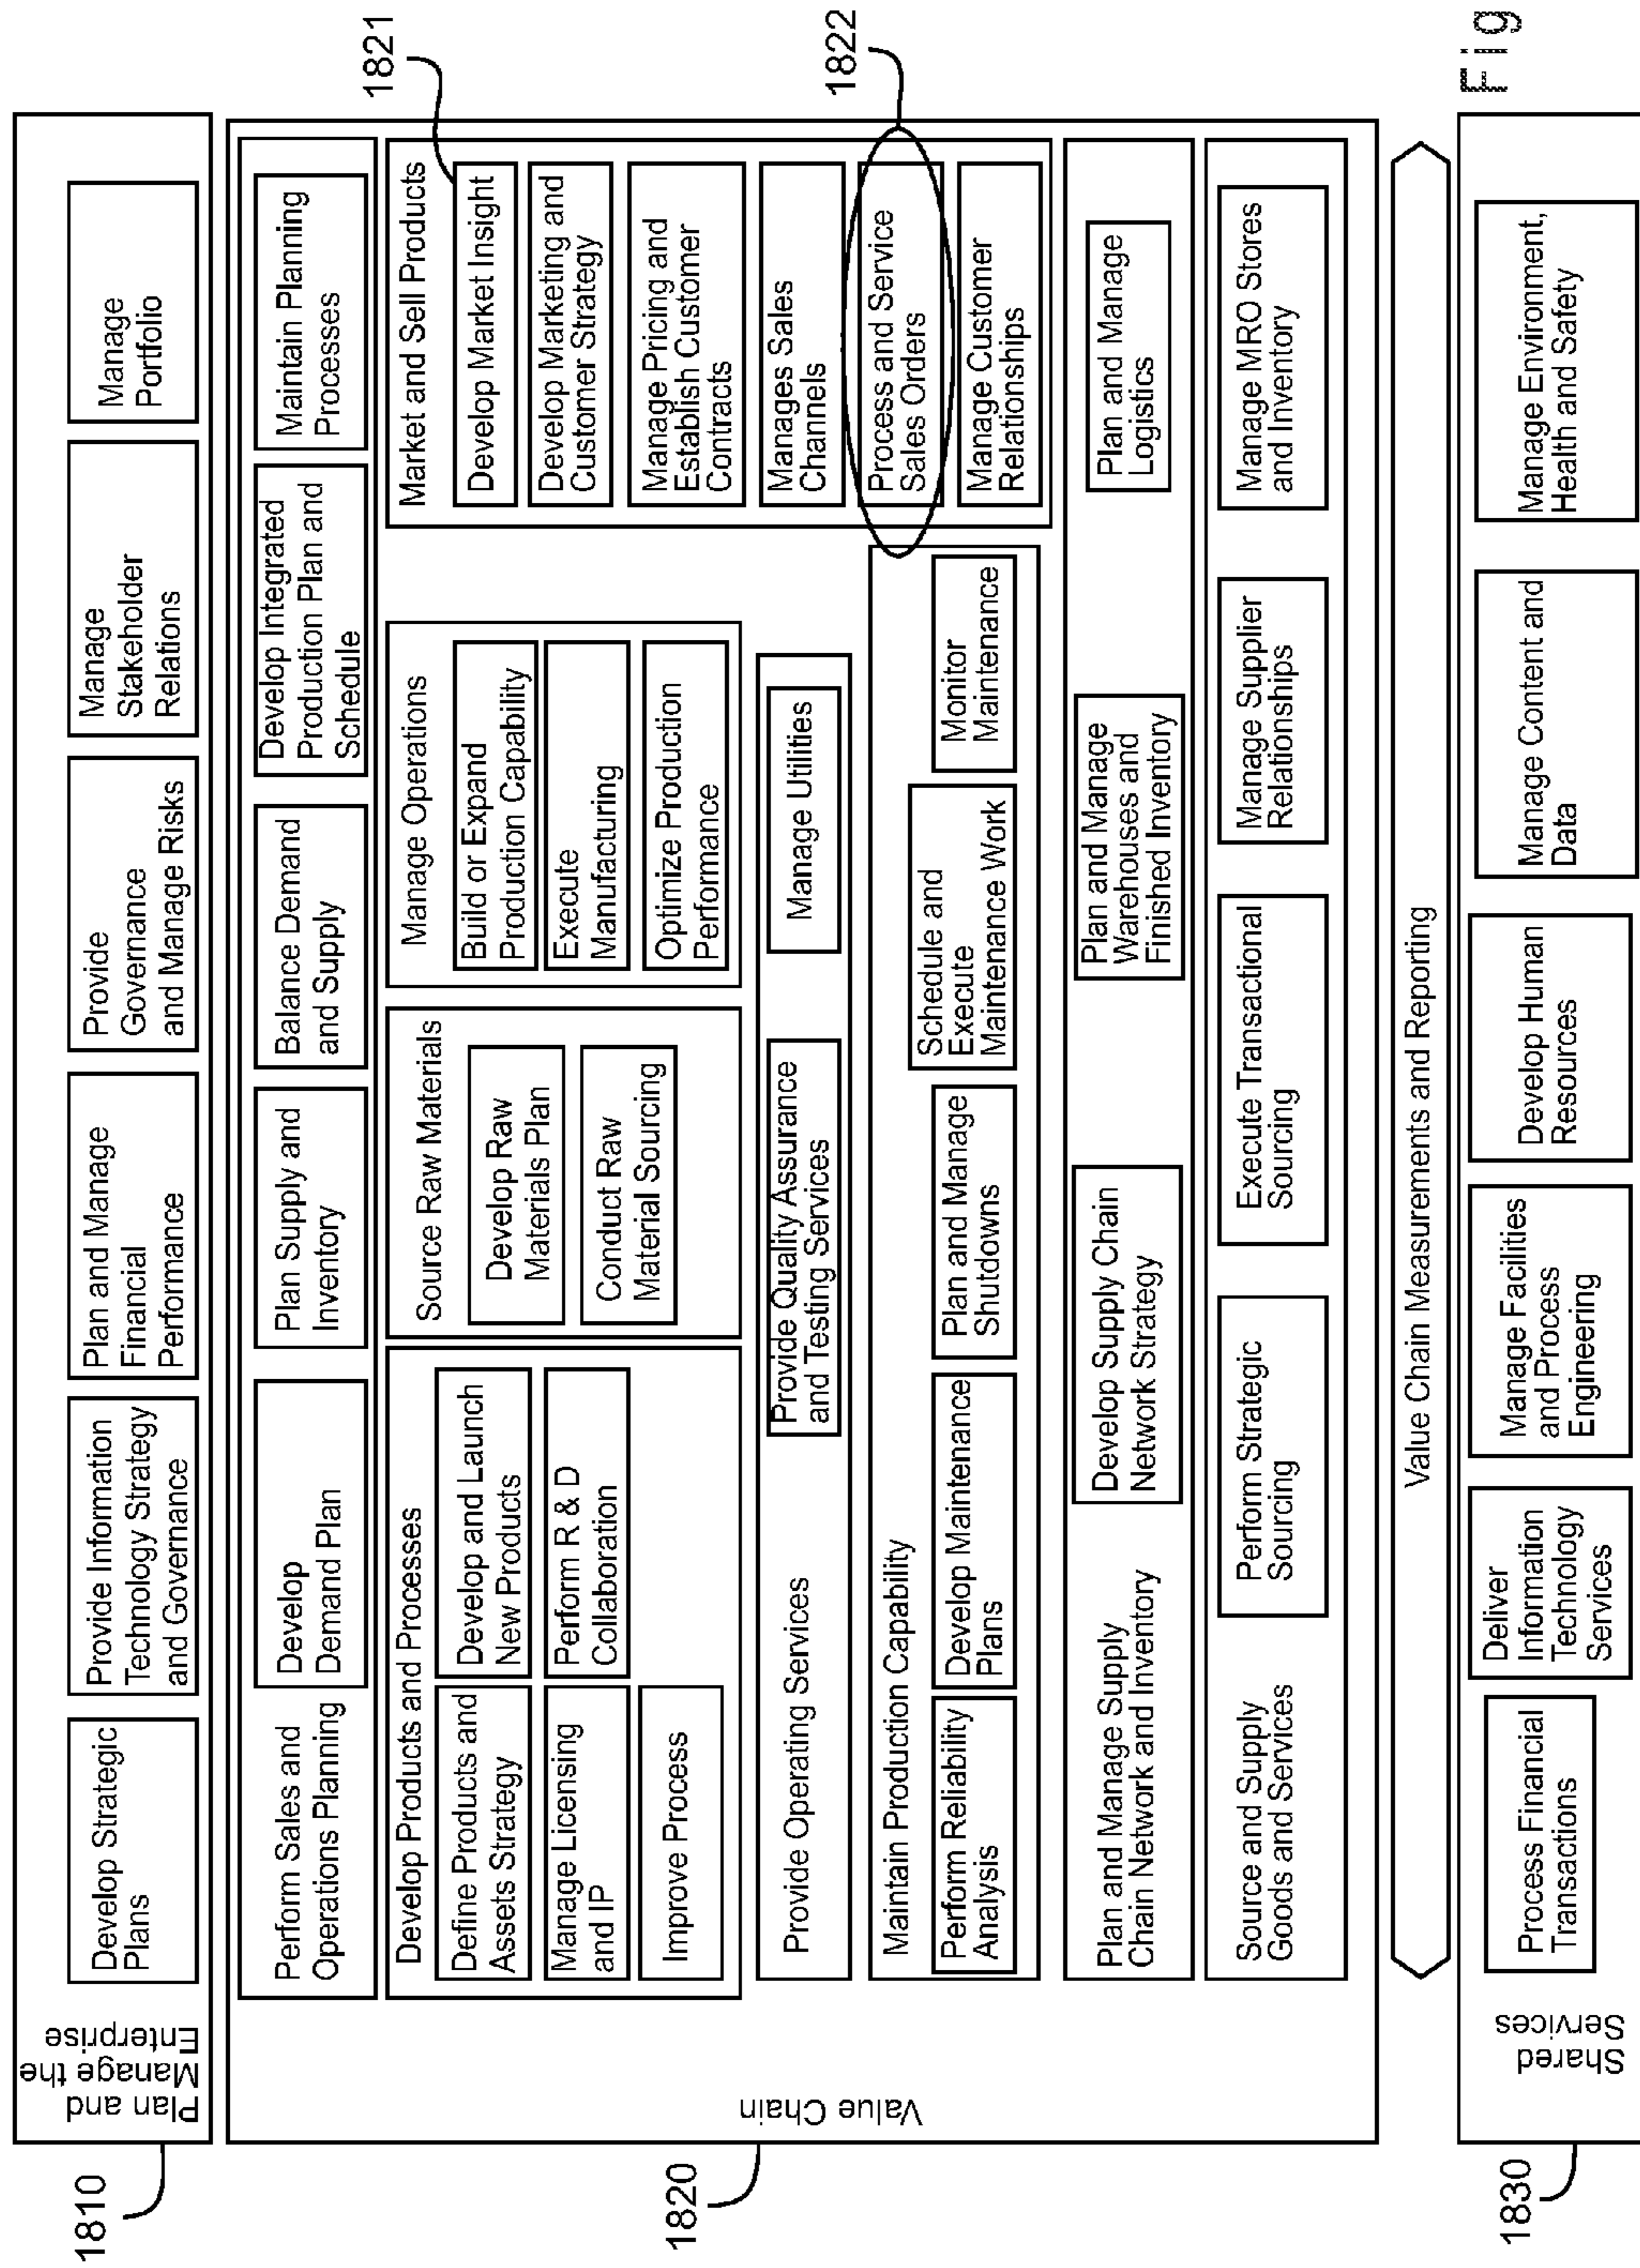 1810
Plan and
Manage the
Enterprise
Develop Strategic
Plans
Provide Information
Technology Strategy
and Governance
Plan and Manage
Financial
Performance
Provide
Governance
and Manage Risks
Manage
Stakeholder
Relations
Manage
Portfolio
1820
Value Chain
Perform Sales and
Operations Planning
Develop
Demand Plan
Plan Supply and
Inventory
Balance Demand
and Supply
Develop Integrated
Production Plan and
Schedule
Maintain Planning
Processes
Develop Products and Processes
Define Products and
Assets Strategy
Develop and Launch
New Products
Manage Licensing
and IP
Perform R & D
Collaboration
Improve Process
Source Raw Materials
Develop Raw
Materials Plan
Conduct Raw
Material Sourcing
Manage Operations
Build or Expand
Production Capability
Execute
Manufacturing
Optimize Production
Performance
Market and Sell Products
1821
Develop Market Insight
Develop Marketing and
Customer Strategy
Manage Pricing and
Establish Customer
Contracts
Manages Sales
Channels
1822
Process and Service
Sales Orders
Manage Customer
Relationships
Provide Operating Services
Provide Quality Assurance
and Testing Services
Manage Utilities
Maintain Production Capability
Perform Reliability
Analysis
Develop Maintenance
Plans
Plan and Manage
Shutdowns
Schedule and
Execute
Maintenance Work
Monitor
Maintenance
Plan and Manage Supply
Chain Network and Inventory
Develop Supply Chain
Network Strategy
Plan and Manage
Warehouses and
Finished Inventory
Plan and Manage
Logistics
Source and Supply
Goods and Services
Perform Strategic
Sourcing
Execute Transactional
Sourcing
Manage Supplier
Relationships
Manage MRO Stores
and Inventory
Value Chain Measurements and Reporting
1830
Shared
Services
Process Financial
Transactions
Deliver
Information
Technology
Services
Manage Facilities
and Process
Engineering
Develop Human
Resources
Manage Content and
Data
Manage Environment,
Health and Safety
Fig